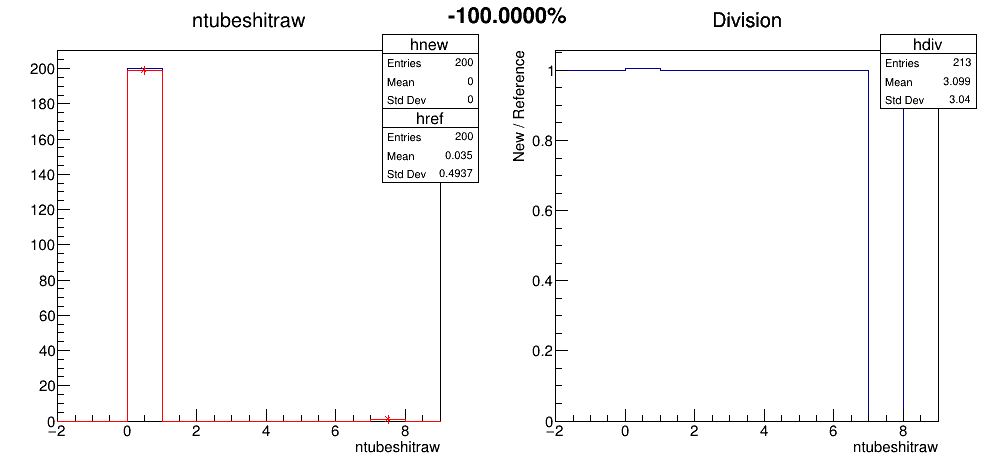 -100.0000%
ntubeshitraw
hnew
Entries 200
Mean 0
Std Dev 0
href
Entries 200
Mean 0.035
Std Dev 0.4937
200
180
160
140
120
100
80
60
40
20
0
−2 0 2 4 6 8
ntubeshitraw
Division
hdiv
Entries 213
Mean 3.099
Std Dev 3.04
New / Reference
1
0.8
0.6
0.4
0.2
0
−2 0 2 4 6 8
ntubeshitraw